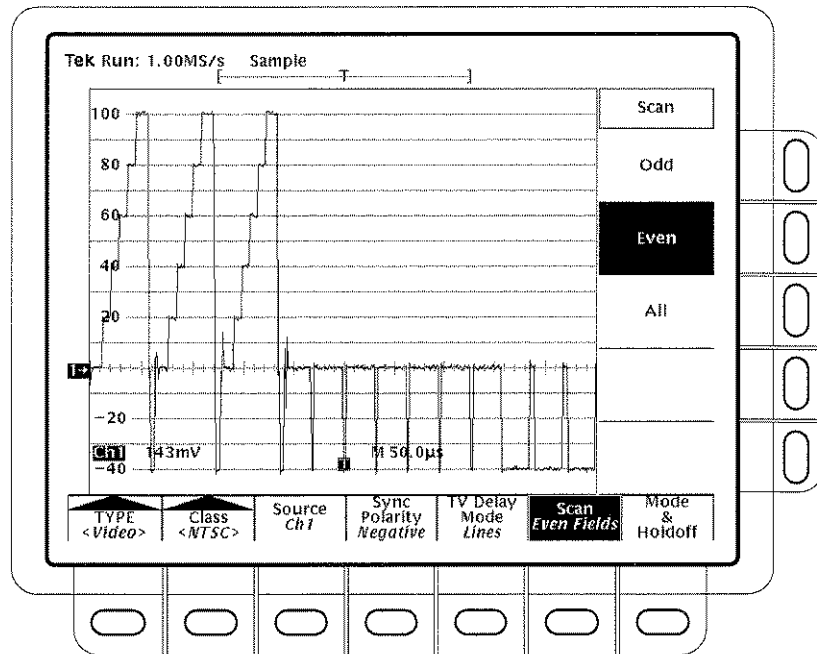 Tek Run: 1.00MS/s Sample
[ T ]
100
80
60
40
20
1→
−20
−40
Ch1 143mV M 50.0µs
T
Scan
Odd
Even
All
TYPE
<Video>
Class
<NTSC>
Source
Ch1
Sync
Polarity
Negative
TV Delay
Mode
Lines
Scan
Even Fields
Mode
&
Holdoff